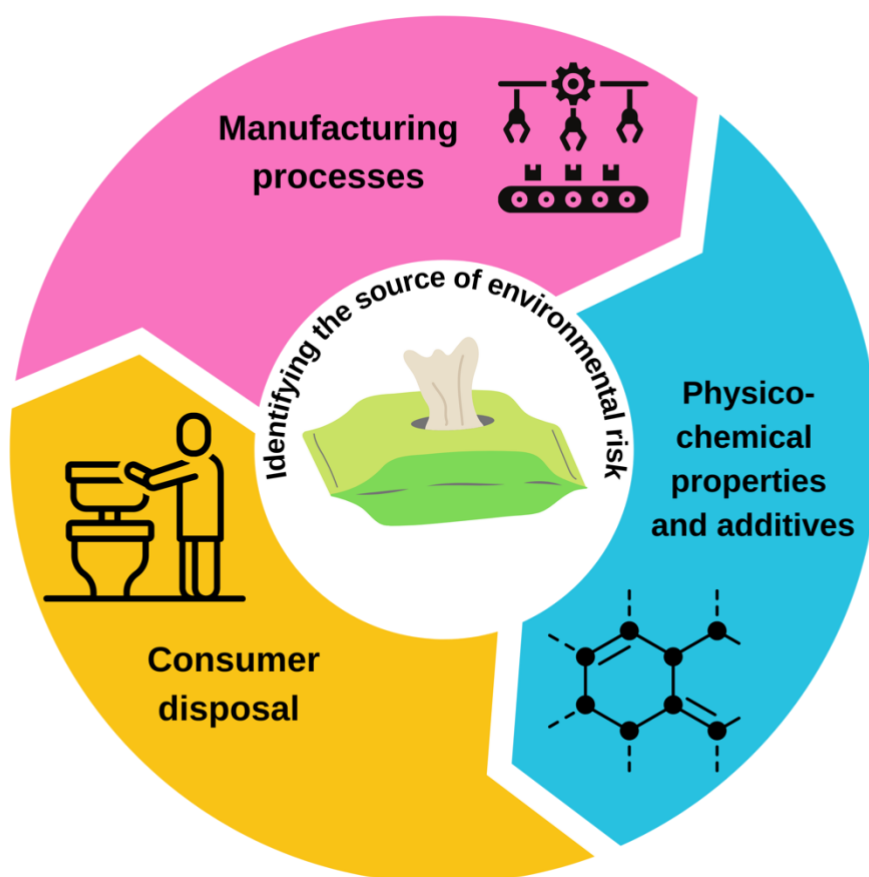 Manufacturing
processes
Identifying the source of environmental risk
Physico-
chemical
properties
and additives
Consumer
disposal